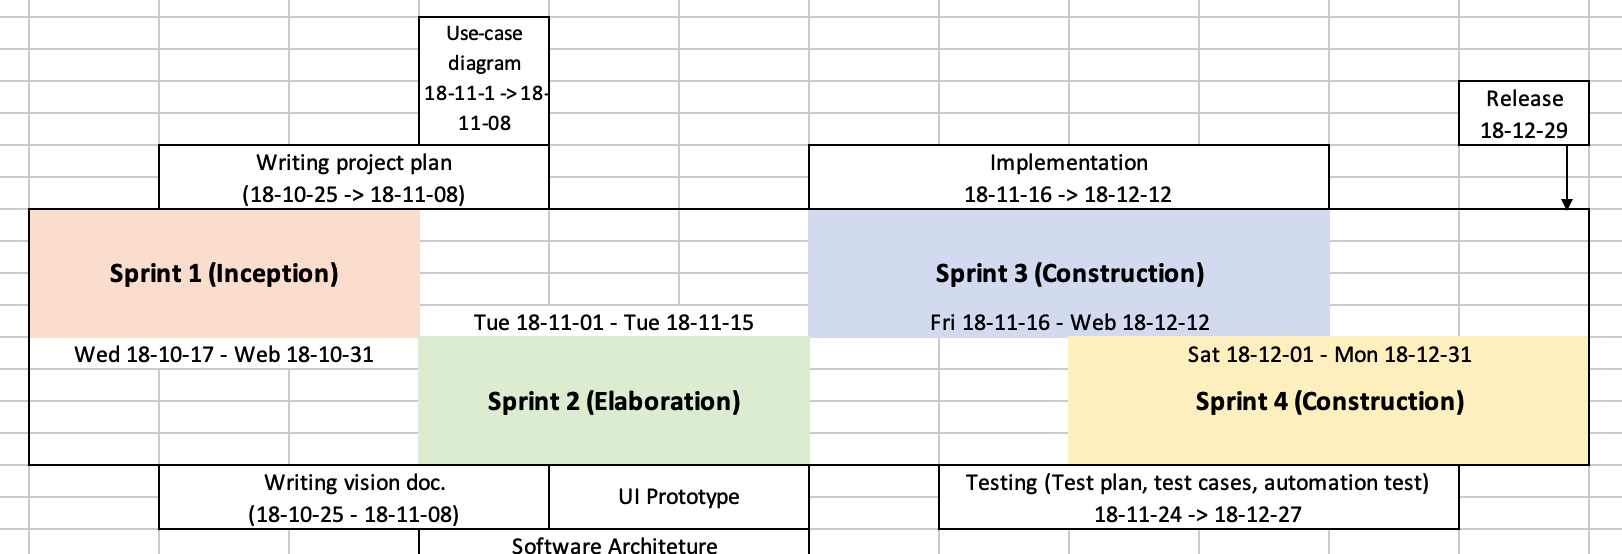 Use-case
diagram
18-11-1 -> 18-
11-08
Release
18-12-29
Writing project plan
(18-10-25 -> 18-11-08)
Implementation
18-11-16 -> 18-12-12
Sprint 1 (Inception)
Sprint 3 (Construction)
Tue 18-11-01 - Tue 18-11-15
Fri 18-11-16 - Web 18-12-12
Wed 18-10-17 - Web 18-10-31
Sat 18-12-01 - Mon 18-12-31
Sprint 2 (Elaboration)
Sprint 4 (Construction)
Writing vision doc.
(18-10-25 - 18-11-08)
UI Prototype
Testing (Test plan, test cases, automation test)
18-11-24 -> 18-12-27
Software Architeture